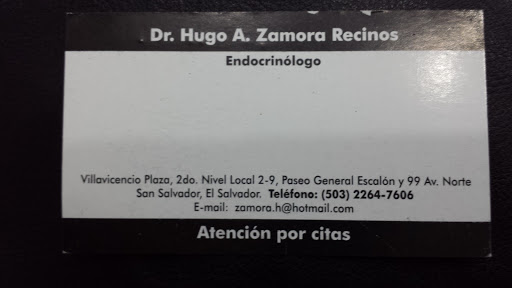 Dr. Hugo A. Zamora Recinos
Endocrinólogo
Villavicencio Plaza, 2do. Nivel Local 2-9, Paseo General Escalón y 99 Av. Norte
San Salvador, El Salvador. Teléfono: (503) 2264-7606
E-mail: zamora.h@hotmail.com
Atención por citas